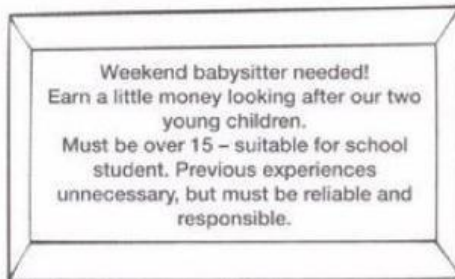 Weekend babysitter needed!
Earn a little money looking after our two
young children.
Must be over 15 – suitable for school
student. Previous experiences
unnecessary, but must be reliable and
responsible.